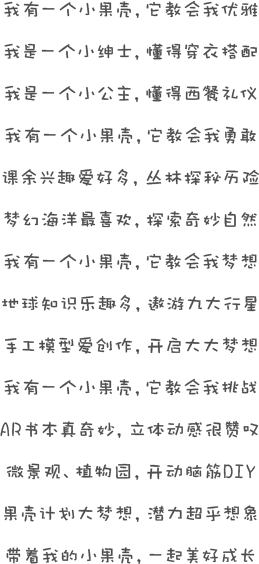 我有一个小果壳，它教会我优雅
我是一个小绅士，懂得穿衣搭配
我是一个小公主，懂得西餐礼仪
我有一个小果壳，它教会我勇敢
课余兴趣爱好多，丛林探秘历险
梦幻海洋最喜欢，探索奇妙自然
我有一个小果壳，它教会我梦想
地球知识乐趣多，遨游九大行星
手工模型爱创作，开启大大梦想
我有一个小果壳，它教会我挑战
AR书本真奇妙，立体动感很赞叹
微景观、植物园，开动脑筋DIY
果壳计划大梦想，潜力超乎想象
带着我的小果壳，一起美好成长